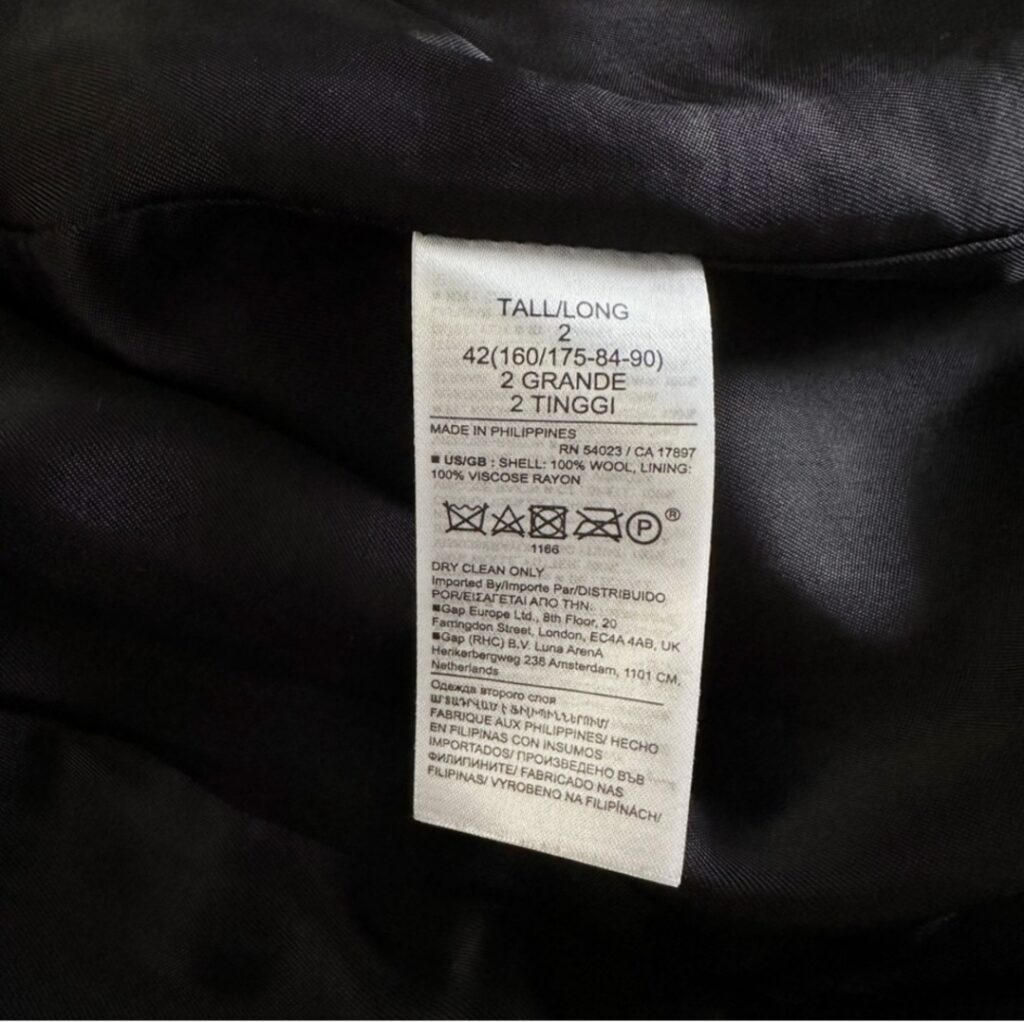 TALL/LONG
2
42(160/175-84-90)
2 GRANDE
2 TINGGI
MADE IN PHILIPPINES
RN 54023 / CA 17897
■ US/GB : SHELL: 100% WOOL, LINING:
100% VISCOSE RAYON
P ®
1166
DRY CLEAN ONLY
Imported By/Importe Par/DISTRIBUIDO
POR/ΕΙΣΑΓΕΤΑΙ ΑΠΟ ΤΗΝ.
■Gap Europe Ltd., 8th Floor, 20
Farringdon Street, London, EC4A 4AB, UK
■Gap (RHC) B.V. Luna ArenA
Herikerbergweg 238 Amsterdam, 1101 CM,
Netherlands
Одежда второго слоя
FABRIQUE AUX PHILIPPINES/ HECHO
EN FILIPINAS CON INSUMOS
IMPORTADOS/ ПРОИЗВЕДЕНО ВЪВ
ФИЛИПИНИТЕ/ FABRICADO NAS
FILIPINAS/ VYROBENO NA FILIPÍNÁCH/